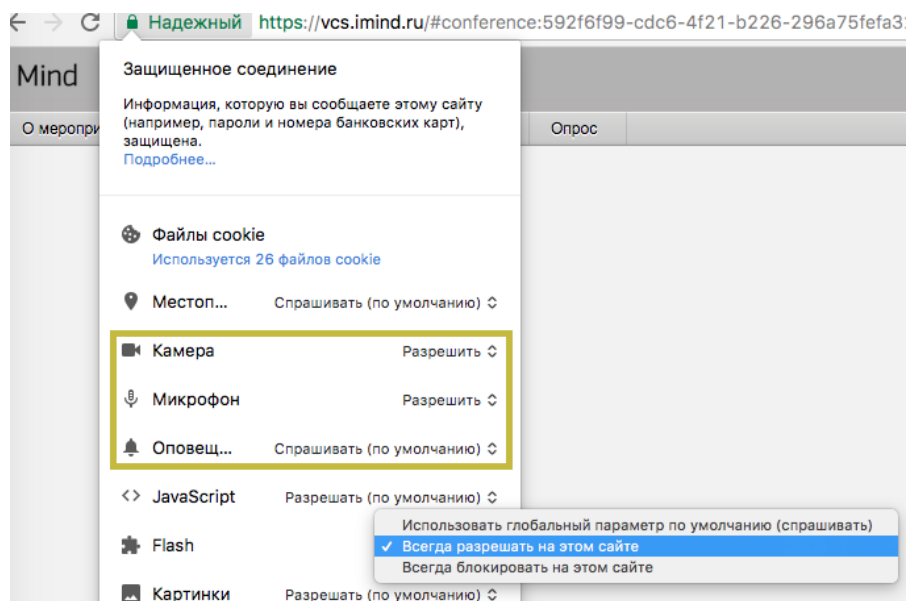 Надежный https://vcs.imind.ru/#conference:592f6f99-cdc6-4f21-b226-296a75fefa3
Mind
Защищенное соединение
Информация, которую вы сообщаете этому сайту
(например, пароли и номера банковских карт),
защищена.
Подробнее...
О меропри
Опрос
Файлы cookie
Используется 26 файлов cookie
Местоп... Спрашивать (по умолчанию)
Камера Разрешить
Микрофон Разрешить
Оповещ... Спрашивать (по умолчанию)
JavaScript Разрешать (по умолчанию)
Flash
Использовать глобальный параметр по умолчанию (спрашивать)
Всегда разрешать на этом сайте
Всегда блокировать на этом сайте
Картинки Разрешать (по умолчанию)